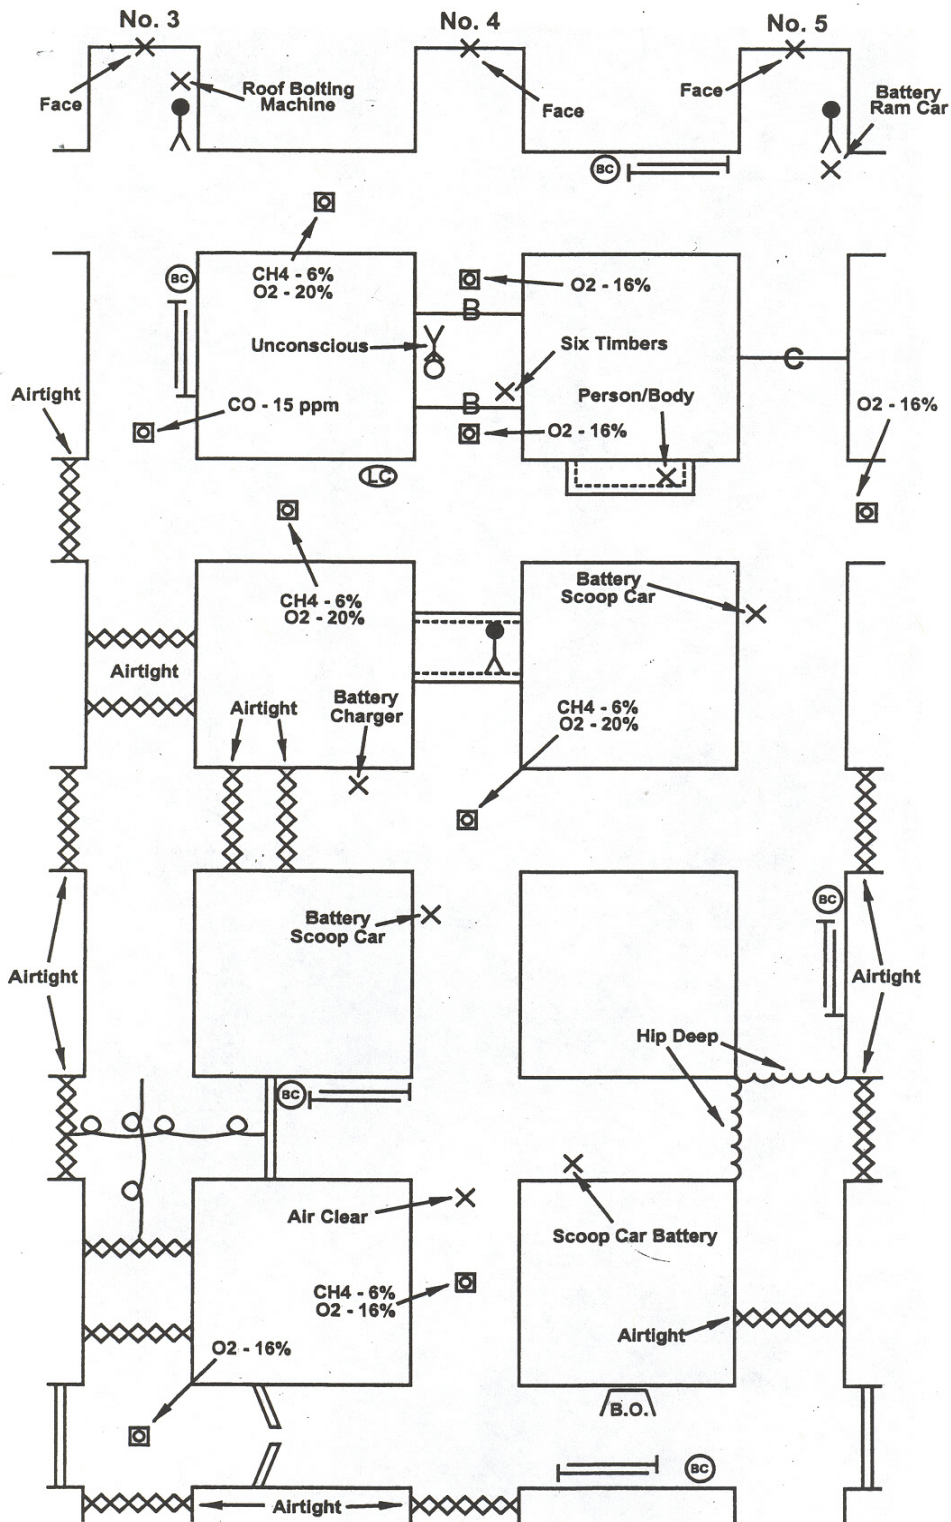 No. 3
No. 4
No. 5
Face
Roof Bolting
Machine
Face
Face
Battery
Ram Car
BC
CH4 - 6%
O2 - 20%
BC
O2 - 16%
B
Unconscious
Six Timbers
C
Airtight
CO - 15 ppm
B
Person/Body
O2 - 16%
O2 - 16%
LC
CH4 - 6%
O2 - 20%
Battery
Scoop Car
Airtight
Airtight
Battery
Charger
CH4 - 6%
O2 - 20%
BC
Battery
Scoop Car
Airtight
Airtight
Hip Deep
BC
Air Clear
Scoop Car Battery
CH4 - 6%
O2 - 16%
Airtight
O2 - 16%
B.O.
BC
Airtight